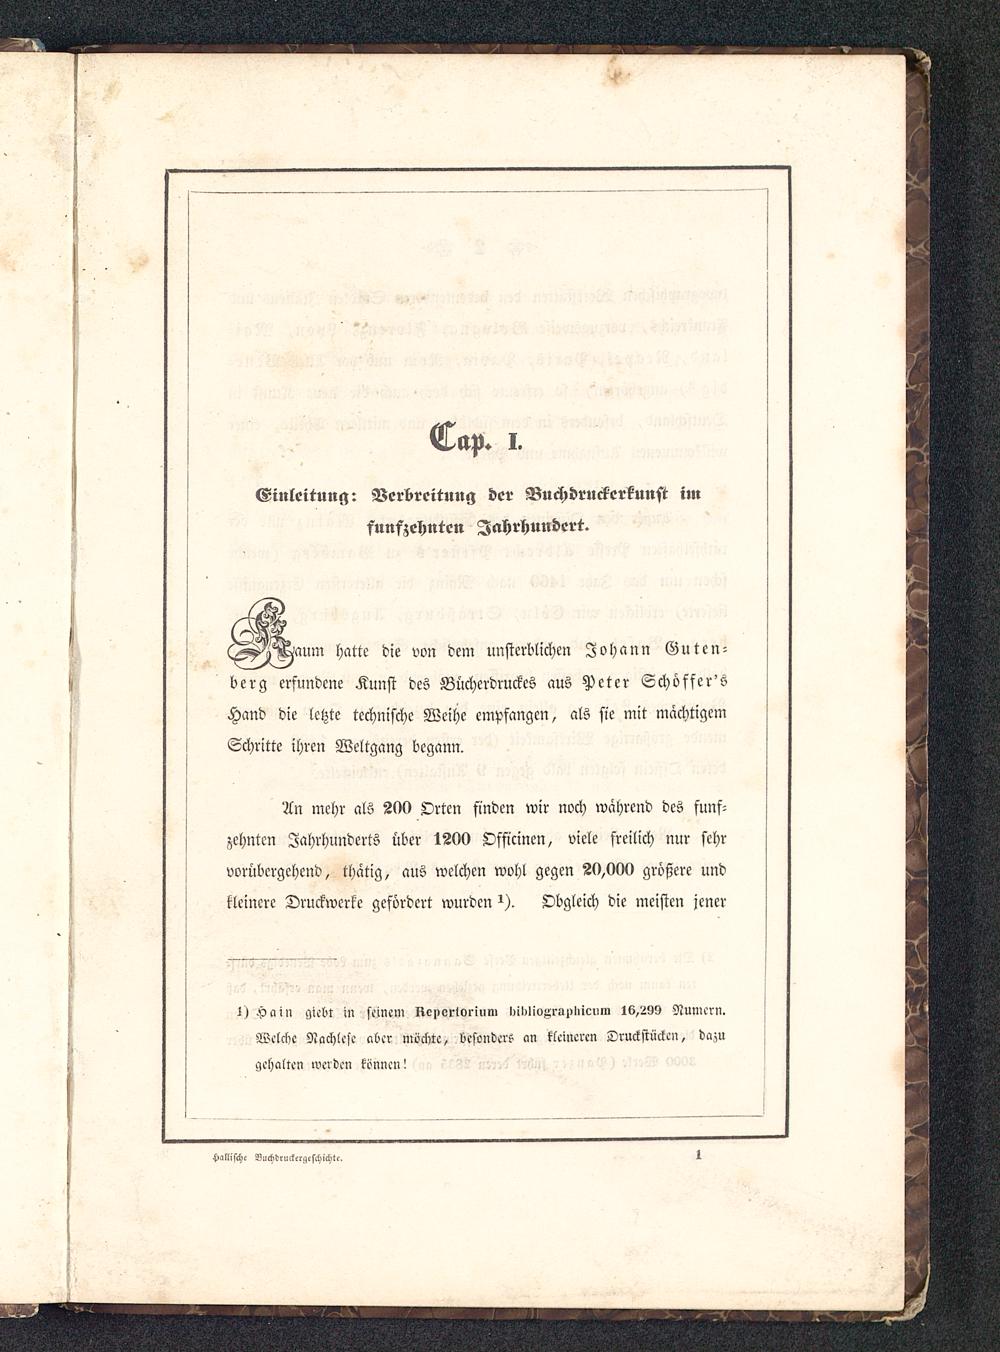 Cap. I.
Einleitung: Verbreitung der Buchdruckerkunst im
funfzehnten Jahrhundert.
Kaum hatte die von dem unsterblichen Johann Guten-
berg erfundene Kunst des Bücherdruckes aus Peter Schöffer's
Hand die letzte technische Weihe empfangen, als sie mit mächtigem
Schritte ihren Weltgang begann.
An mehr als 200 Orten finden wir noch während des funf-
zehnten Jahrhunderts über 1200 Officinen, viele freilich nur sehr
vorübergehend, thätig, aus welchen wohl gegen 20,000 größere und
kleinere Druckwerke gefördert wurden 1). Obgleich die meisten jener
1) Hain giebt in seinem Repertorium bibliographicum 16,299 Numern.
Welche Nachlese aber möchte, besonders an kleineren Druckstücken, dazu
gehalten werden können!
Hallische Buchdruckergeschichte. 1